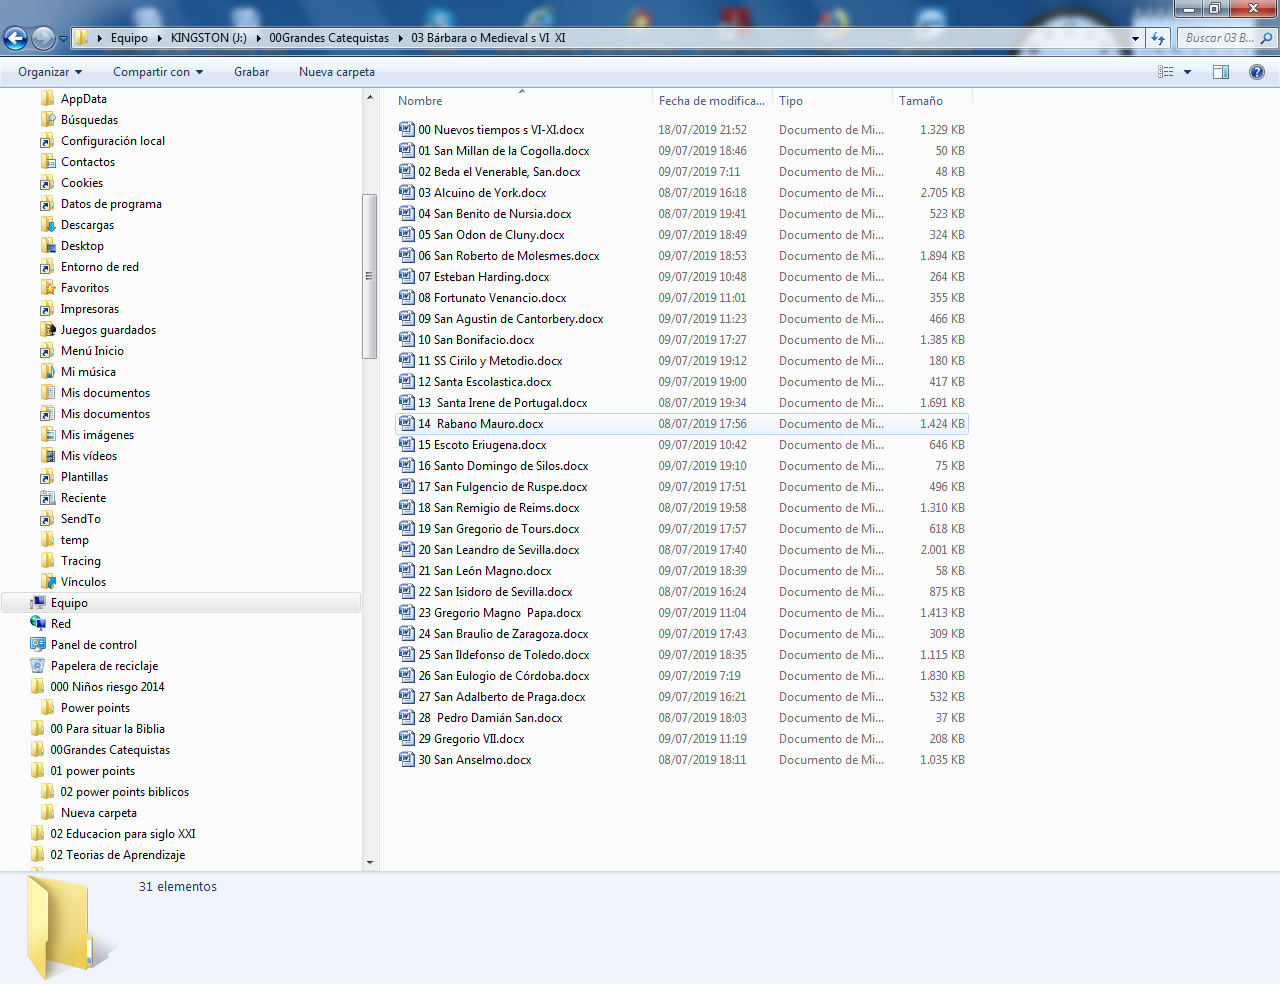 Equipo KINGSTON (J:) 00Grandes Catequistas 03 Bárbara o Medieval s VI XI Buscar 03 B...
Organizar Compartir con Grabar Nueva carpeta
AppData
Búsquedas
Configuración local
Contactos
Cookies
Datos de programa
Descargas
Desktop
Entorno de red
Favoritos
Impresoras
Juegos guardados
Menú Inicio
Mi música
Mis documentos
Mis documentos
Mis imágenes
Mis vídeos
Plantillas
Reciente
SendTo
temp
Tracing
Vínculos
Equipo
Red
Panel de control
Papelera de reciclaje
000 Niños riesgo 2014
Power points
00 Para situar la Biblia
00Grandes Catequistas
01 power points
02 power points biblicos
Nueva carpeta
02 Educacion para siglo XXI
02 Teorias de Aprendizaje
Nombre Fecha de modifica... Tipo Tamaño
00 Nuevos tiempos s VI-XI.docx 18/07/2019 21:52 Documento de Mi... 1.329 KB
01 San Millan de la Cogolla.docx 09/07/2019 18:46 Documento de Mi... 50 KB
02 Beda el Venerable, San.docx 09/07/2019 7:11 Documento de Mi... 48 KB
03 Alcuino de York.docx 08/07/2019 16:18 Documento de Mi... 2.705 KB
04 San Benito de Nursia.docx 08/07/2019 19:41 Documento de Mi... 523 KB
05 San Odon de Cluny.docx 09/07/2019 18:49 Documento de Mi... 324 KB
06 San Roberto de Molesmes.docx 09/07/2019 18:53 Documento de Mi... 1.894 KB
07 Esteban Harding.docx 09/07/2019 10:48 Documento de Mi... 264 KB
08 Fortunato Venancio.docx 09/07/2019 11:01 Documento de Mi... 355 KB
09 San Agustin de Cantorbery.docx 09/07/2019 11:23 Documento de Mi... 466 KB
10 San Bonifacio.docx 09/07/2019 17:27 Documento de Mi... 1.385 KB
11 SS Cirilo y Metodio.docx 09/07/2019 19:12 Documento de Mi... 180 KB
12 Santa Escolastica.docx 09/07/2019 19:00 Documento de Mi... 417 KB
13 Santa Irene de Portugal.docx 08/07/2019 19:34 Documento de Mi... 1.691 KB
14 Rabano Mauro.docx 08/07/2019 17:56 Documento de Mi... 1.424 KB
15 Escoto Eriugena.docx 09/07/2019 10:42 Documento de Mi... 646 KB
16 Santo Domingo de Silos.docx 09/07/2019 19:10 Documento de Mi... 75 KB
17 San Fulgencio de Ruspe.docx 09/07/2019 17:51 Documento de Mi... 496 KB
18 San Remigio de Reims.docx 08/07/2019 19:58 Documento de Mi... 1.310 KB
19 San Gregorio de Tours.docx 09/07/2019 17:57 Documento de Mi... 618 KB
20 San Leandro de Sevilla.docx 08/07/2019 17:40 Documento de Mi... 2.001 KB
21 San León Magno.docx 09/07/2019 18:39 Documento de Mi... 58 KB
22 San Isidoro de Sevilla.docx 08/07/2019 16:24 Documento de Mi... 875 KB
23 Gregorio Magno Papa.docx 09/07/2019 11:04 Documento de Mi... 1.413 KB
24 San Braulio de Zaragoza.docx 09/07/2019 17:43 Documento de Mi... 309 KB
25 San Ildefonso de Toledo.docx 09/07/2019 18:35 Documento de Mi... 1.115 KB
26 San Eulogio de Córdoba.docx 09/07/2019 7:19 Documento de Mi... 1.830 KB
27 San Adalberto de Praga.docx 09/07/2019 16:21 Documento de Mi... 532 KB
28 Pedro Damián San.docx 08/07/2019 18:03 Documento de Mi... 37 KB
29 Gregorio VII.docx 09/07/2019 11:19 Documento de Mi... 208 KB
30 San Anselmo.docx 08/07/2019 18:11 Documento de Mi... 1.035 KB
31 elementos